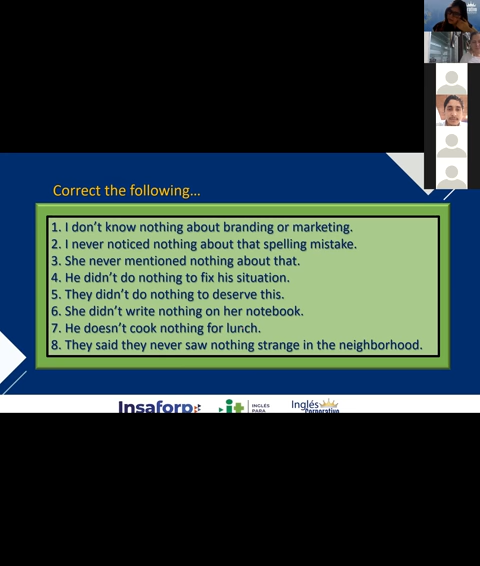 Correct the following...
1. I don't know nothing about branding or marketing.
2. I never noticed nothing about that spelling mistake.
3. She never mentioned nothing about that.
4. He didn't do nothing to fix his situation.
5. They didn't do nothing to deserve this.
6. She didn't write nothing on her notebook.
7. He doesn't cook nothing for lunch.
8. They said they never saw nothing strange in the neighborhood.
Insaforp
it
INGLÉS
PARA
Inglés
Corporativo